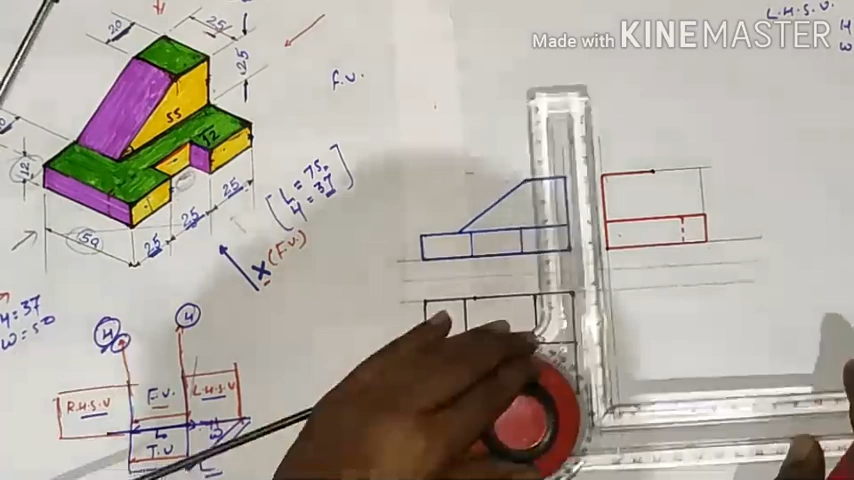 Made with KINEMASTER
L.H.S.V.
H
W
20
25
25
F.V.
55
12
12
50
25
25
25
[L = 75,
H = 37]
X (F.V.)
H = 37
W = 50
H
H
R.H.S.V
F.V.
L.H.S.V
L
W
T.V
L